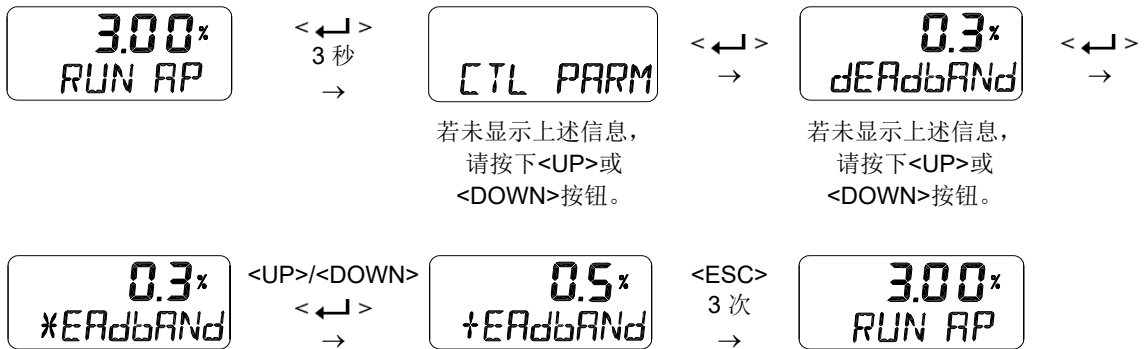 3.00%
RUN AP
< ↵ >
3 秒
→
CTL PARM
若未显示上述信息，
请按下<UP>或
<DOWN>按钮。
< ↵ >
→
0.3%
dEAdbANd
若未显示上述信息，
请按下<UP>或
<DOWN>按钮。
< ↵ >
→
0.3%
*EAdbANd
<UP>/<DOWN>
< ↵ >
→
0.5%
+EAdbANd
<ESC>
3 次
→
3.00%
RUN AP